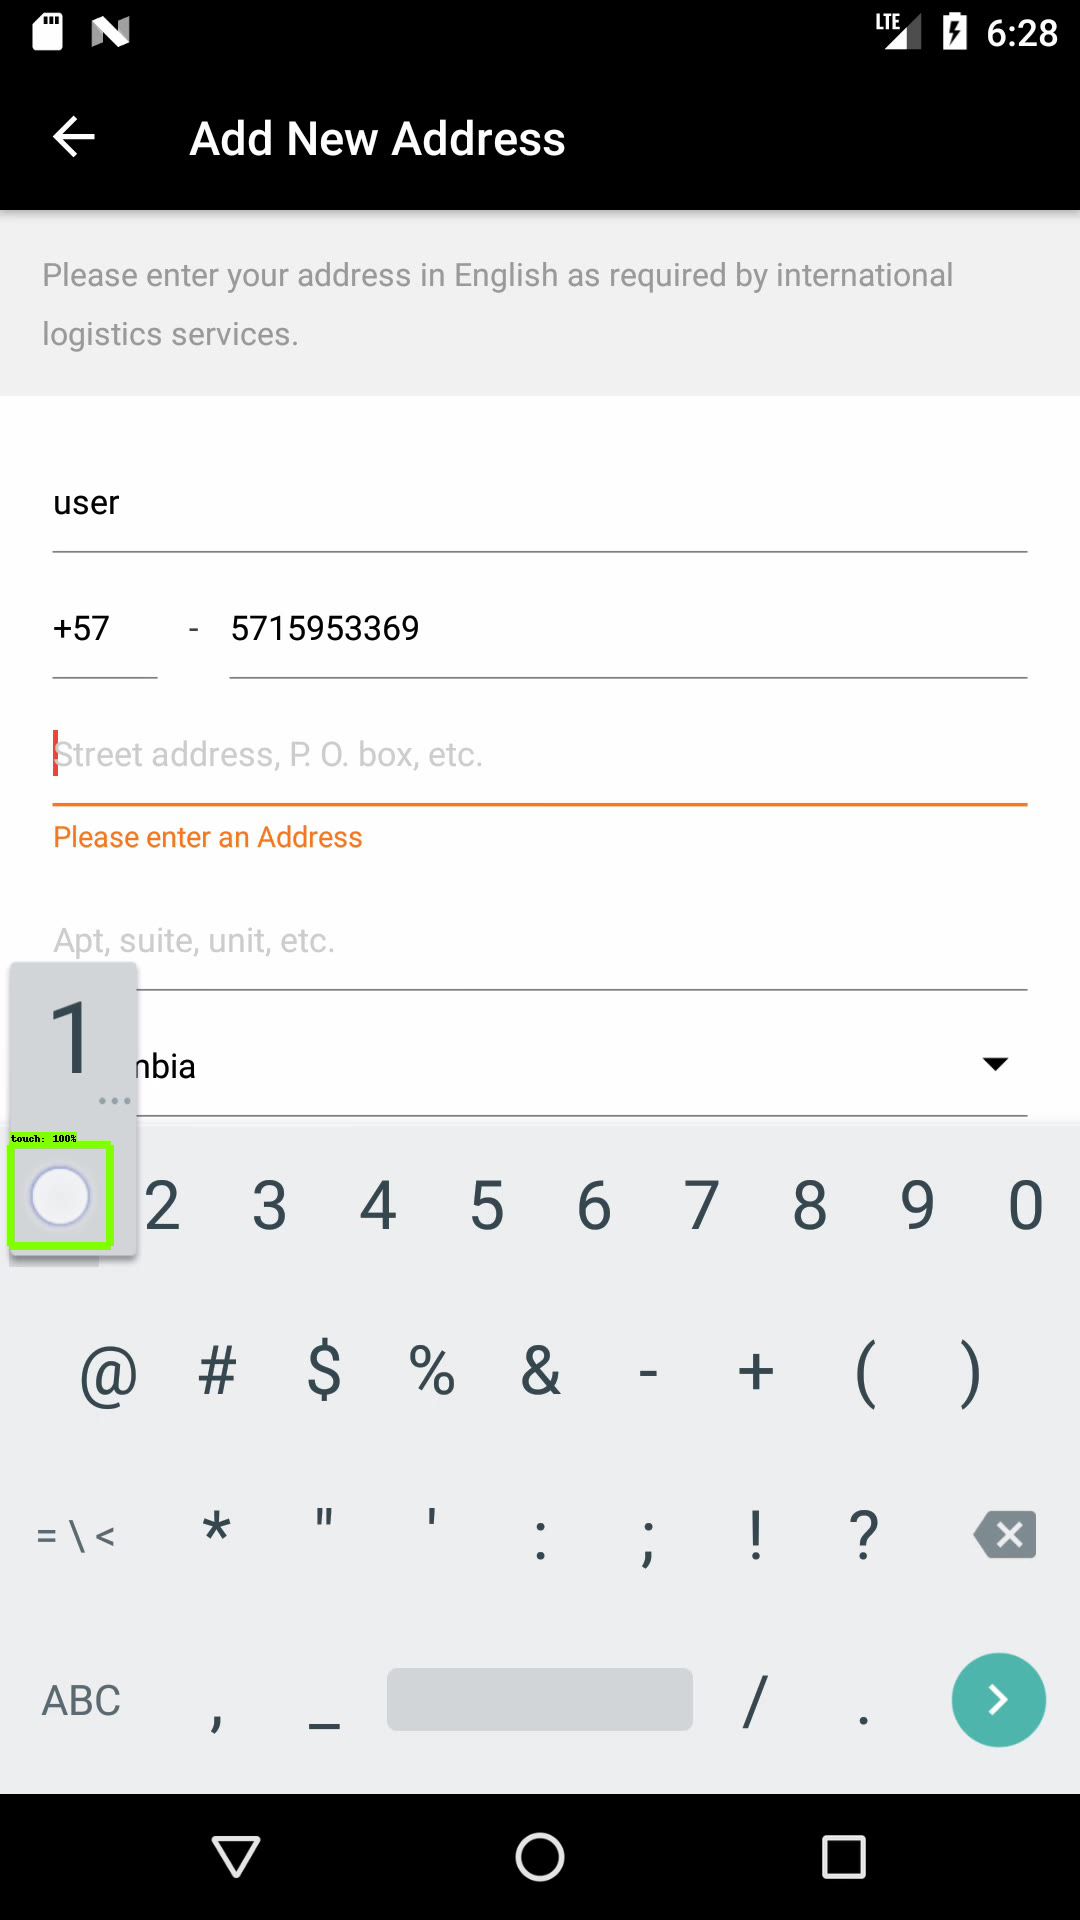 LTE 6:28
Add New Address
Please enter your address in English as required by international
logistics services.
user
+57 - 5715953369
Street address, P. O. box, etc.
Please enter an Address
Apt, suite, unit, etc.
1
mbia
touch: 100%
2 3 4 5 6 7 8 9 0
@ # $ % & - + ( )
= \ < * " ' : ; ! ?
ABC , _ / .